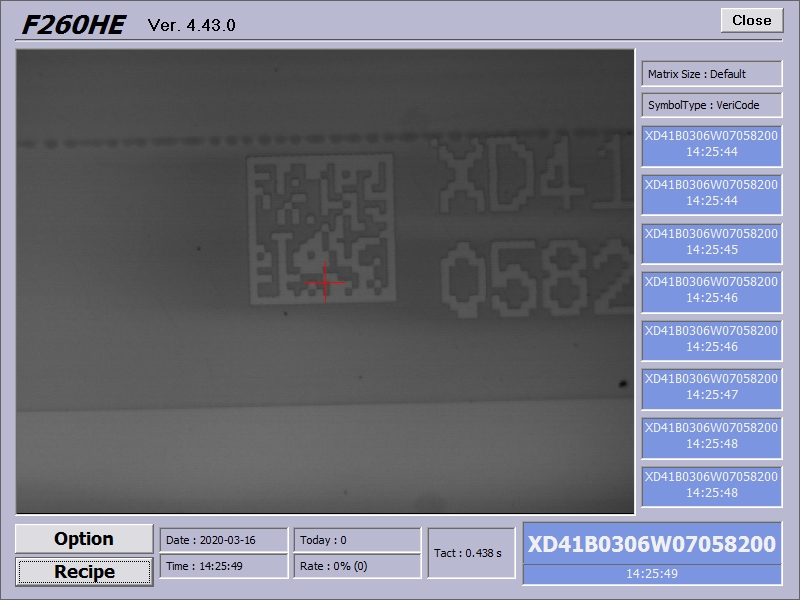 F260HE Ver. 4.43.0
Close
Matrix Size : Default
SymbolType : VeriCode
XD41B0306W07058200
14:25:44
XD41B0306W07058200
14:25:44
XD41B0306W07058200
14:25:45
XD41B0306W07058200
14:25:46
XD41B0306W07058200
14:25:46
XD41B0306W07058200
14:25:47
XD41B0306W07058200
14:25:48
XD41B0306W07058200
14:25:48
XD41
0582
Option
Recipe
Date : 2020-03-16
Time : 14:25:49
Today : 0
Rate : 0% (0)
Tact : 0.438 s
XD41B0306W07058200
14:25:49